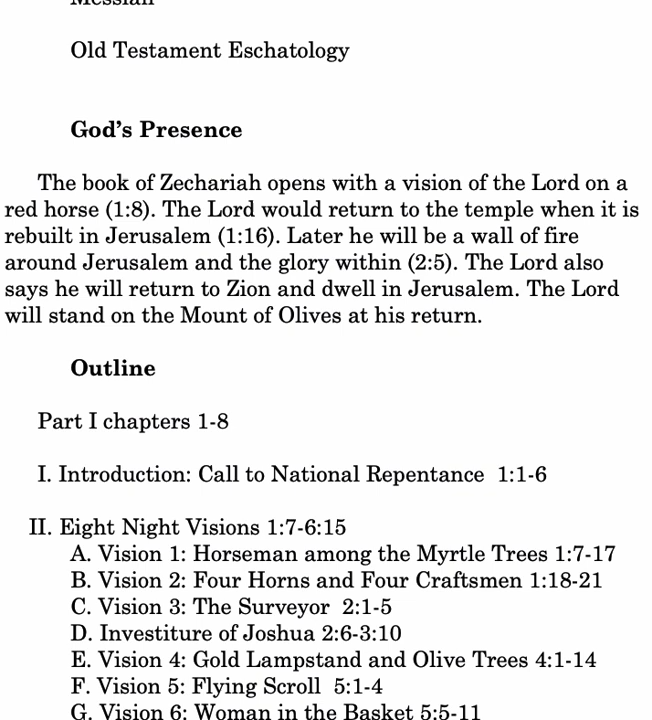 Messiah
Old Testament Eschatology
God’s Presence
The book of Zechariah opens with a vision of the Lord on a
red horse (1:8). The Lord would return to the temple when it is
rebuilt in Jerusalem (1:16). Later he will be a wall of fire
around Jerusalem and the glory within (2:5). The Lord also
says he will return to Zion and dwell in Jerusalem. The Lord
will stand on the Mount of Olives at his return.
Outline
Part I chapters 1-8
I. Introduction: Call to National Repentance 1:1-6
II. Eight Night Visions 1:7-6:15
A. Vision 1: Horseman among the Myrtle Trees 1:7-17
B. Vision 2: Four Horns and Four Craftsmen 1:18-21
C. Vision 3: The Surveyor 2:1-5
D. Investiture of Joshua 2:6-3:10
E. Vision 4: Gold Lampstand and Olive Trees 4:1-14
F. Vision 5: Flying Scroll 5:1-4
G. Vision 6: Woman in the Basket 5:5-11